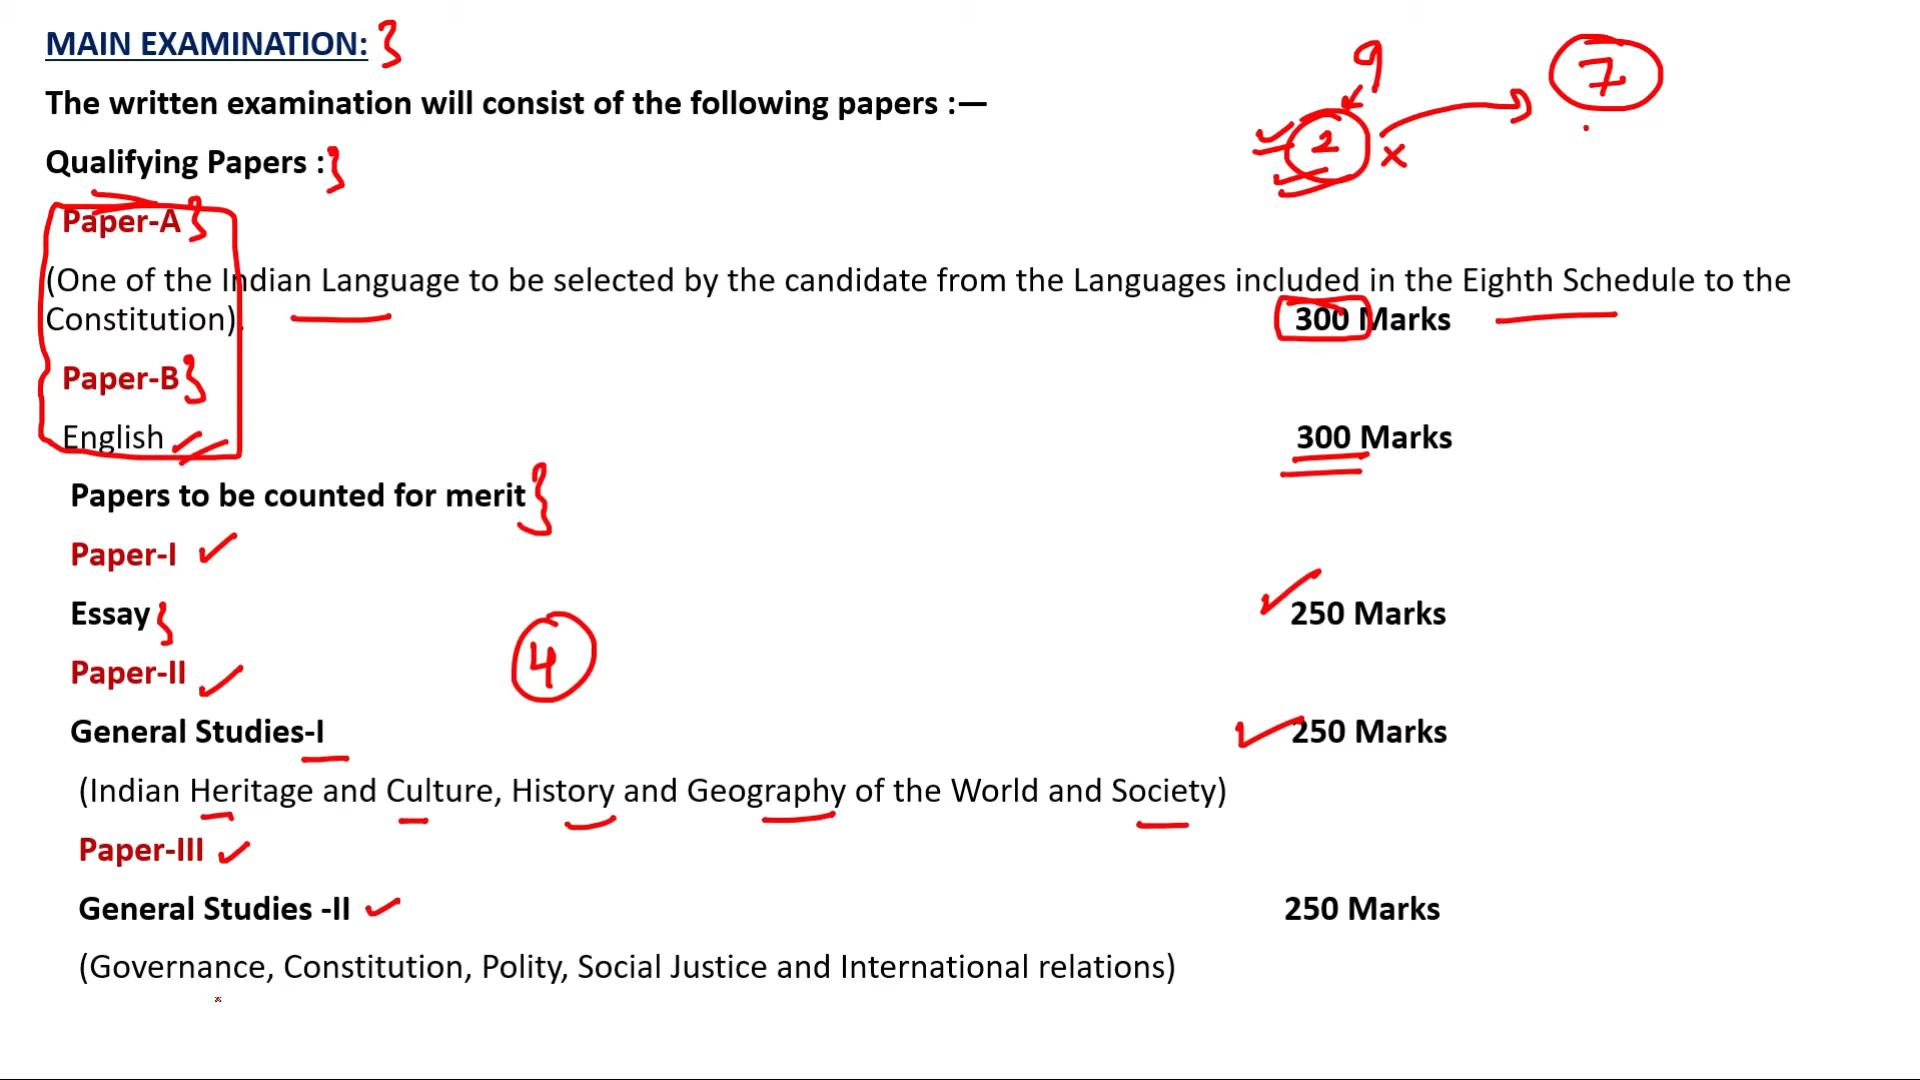 MAIN EXAMINATION:
9
7
The written examination will consist of the following papers :—
2
Qualifying Papers :
Paper-A
(One of the Indian Language to be selected by the candidate from the Languages included in the Eighth Schedule to the
Constitution). 300 Marks
Paper-B
English 300 Marks
Papers to be counted for merit
Paper-I
Essay 250 Marks
4
Paper-II
General Studies-I 250 Marks
(Indian Heritage and Culture, History and Geography of the World and Society)
Paper-III
General Studies -II 250 Marks
(Governance, Constitution, Polity, Social Justice and International relations)